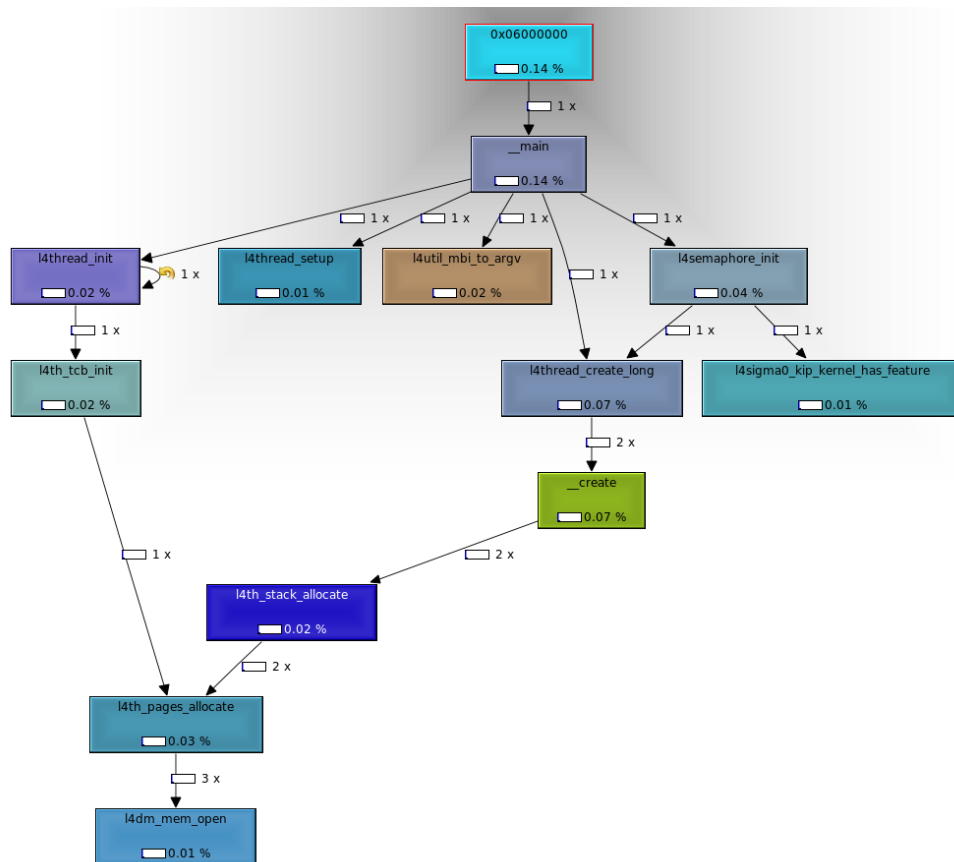 0x06000000
0.14 %
1 x
__main
0.14 %
1 x
1 x
1 x
1 x
l4thread_init
0.02 %
1 x
l4thread_setup
0.01 %
l4util_mbi_to_argv
0.02 %
1 x
l4semaphore_init
0.04 %
1 x
1 x
1 x
l4th_tcb_init
0.02 %
l4thread_create_long
0.07 %
l4sigma0_kip_kernel_has_feature
0.01 %
2 x
__create
0.07 %
1 x
2 x
l4th_stack_allocate
0.02 %
2 x
l4th_pages_allocate
0.03 %
3 x
l4dm_mem_open
0.01 %